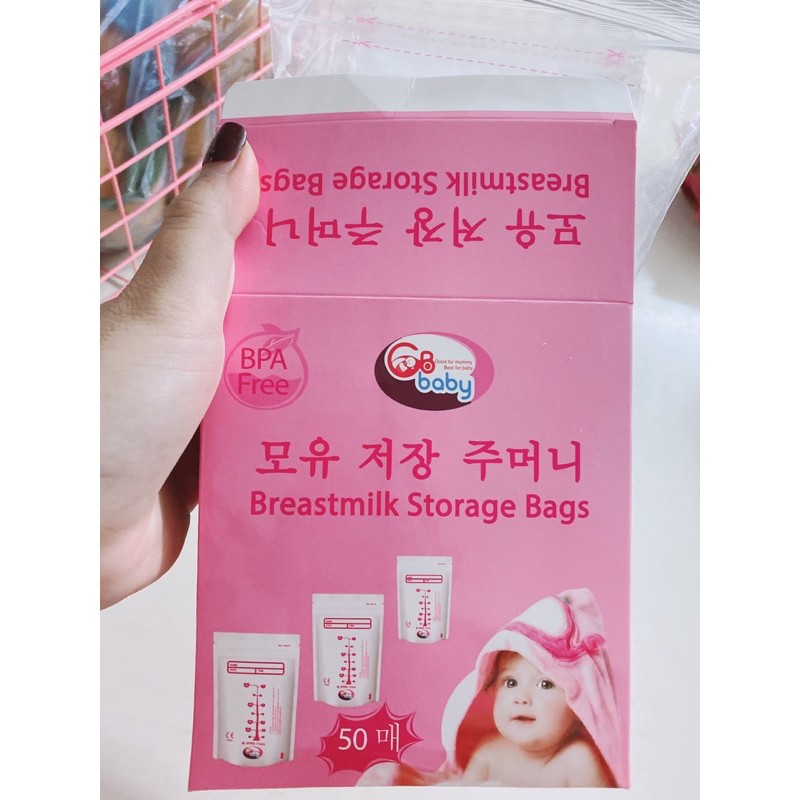 Breastmilk Storage Bags
모유 저장 주머니
BPA
Free
GB
Good for mummy
Best for baby
baby
모유 저장 주머니
Breastmilk Storage Bags
50 매